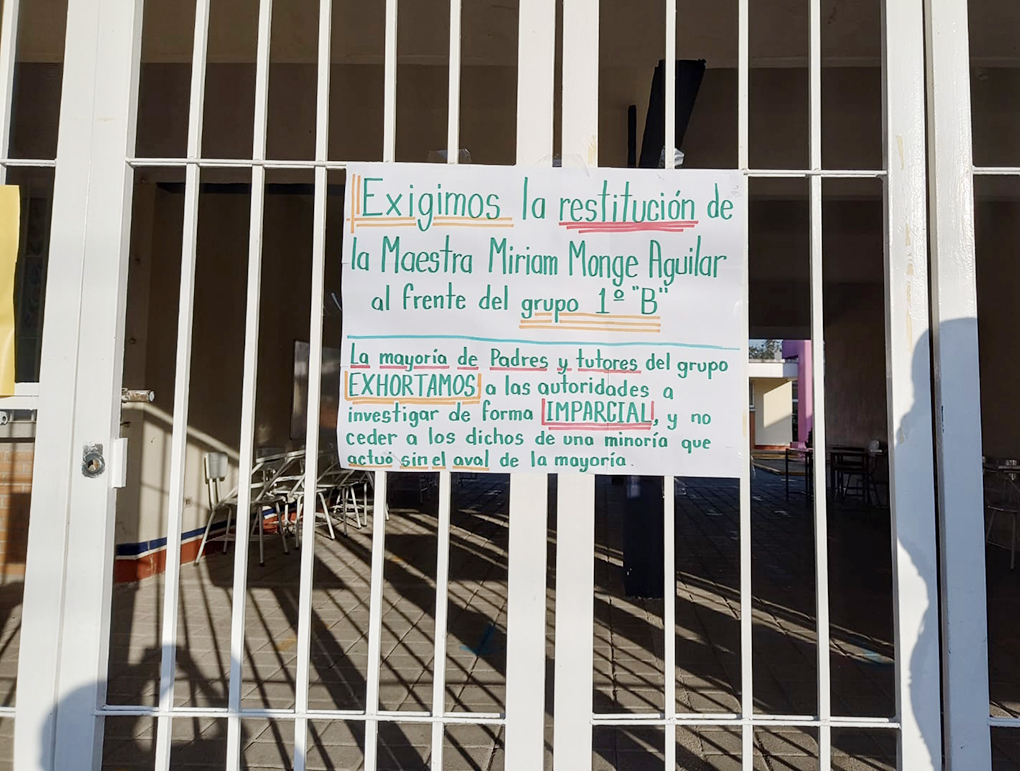 Exigimos la restitución de
la Maestra Miriam Monge Aguilar
al frente del grupo 1º "B"
La mayoría de Padres y tutores del grupo
EXHORTAMOS a las autoridades a
investigar de forma IMPARCIAL, y no
ceder a los dichos de una minoría que
actuó sin el aval de la mayoría.